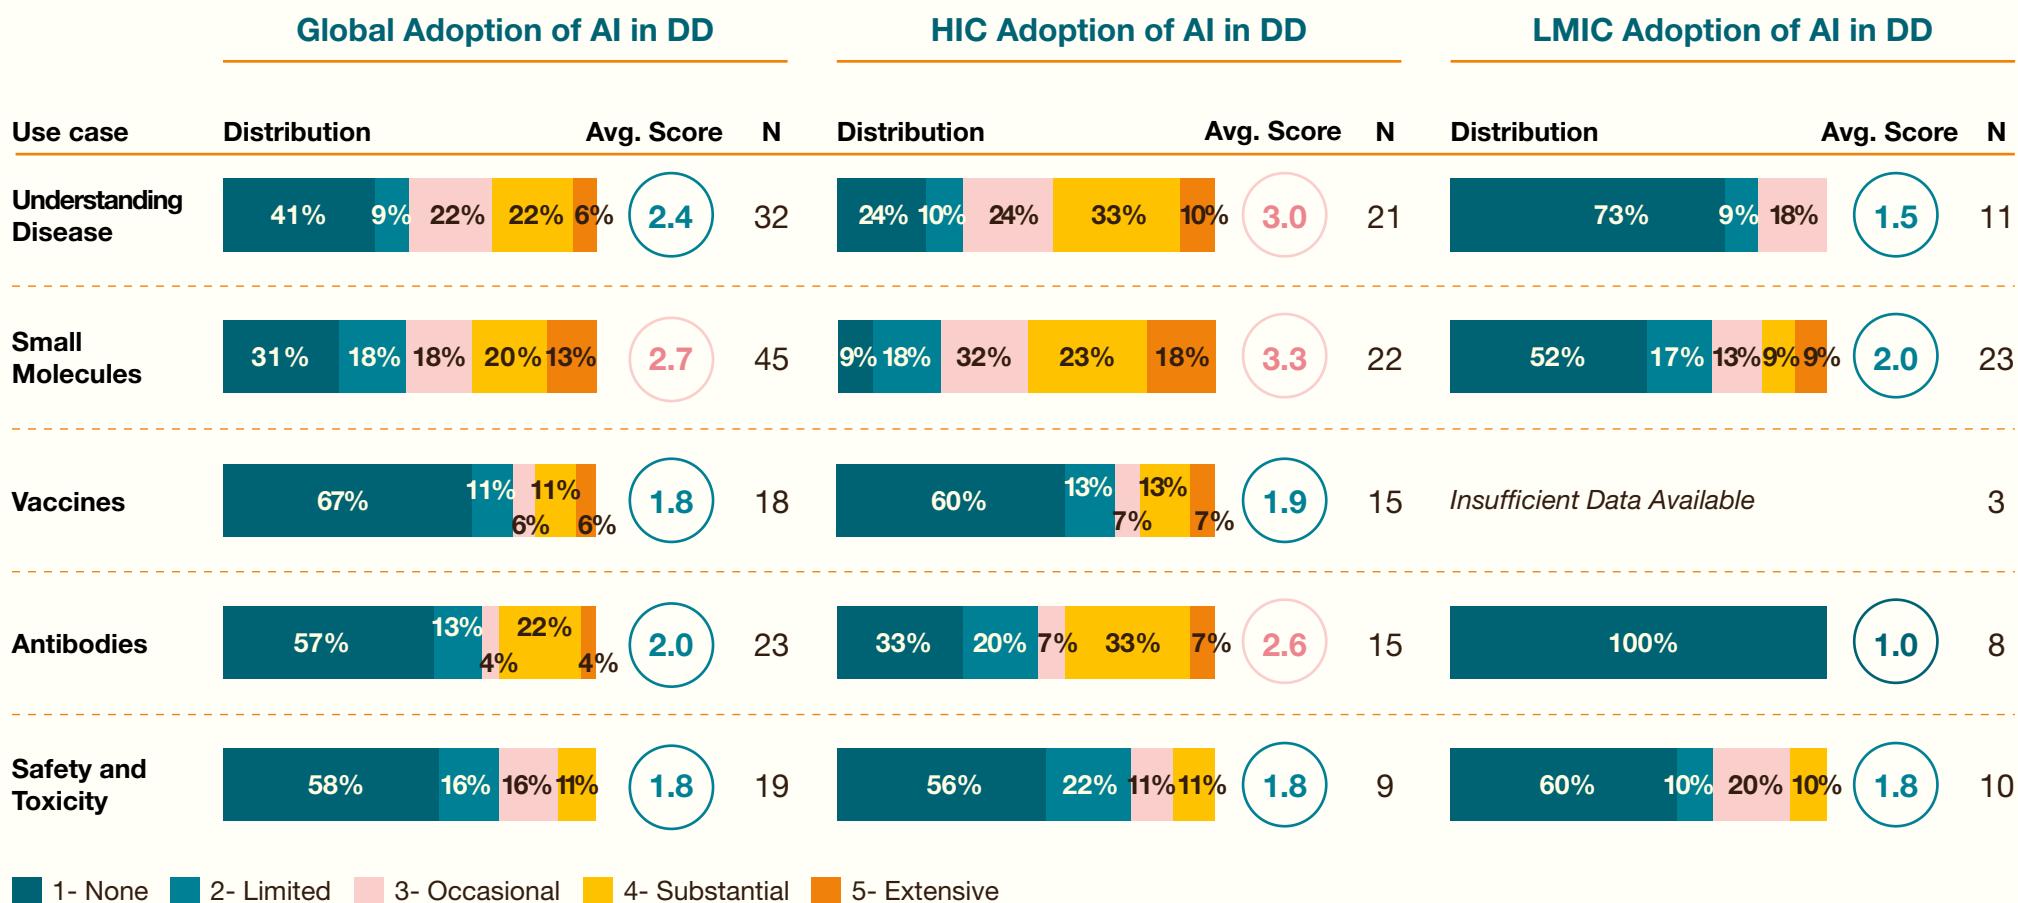 Global Adoption of AI in DD HIC Adoption of AI in DD LMIC Adoption of AI in DD
Use case Distribution Avg. Score N Distribution Avg. Score N Distribution Avg. Score N
Understanding Disease 41% 9% 22% 22% 6% 2.4 32 24% 10% 24% 33% 10% 3.0 21 73% 9% 18% 1.5 11
Small Molecules 31% 18% 18% 20% 13% 2.7 45 9% 18% 32% 23% 18% 3.3 22 52% 17% 13% 9% 9% 2.0 23
Vaccines 67% 11% 6% 11% 6% 1.8 18 60% 13% 7% 13% 7% 1.9 15 Insufficient Data Available 3
Antibodies 57% 13% 4% 22% 4% 2.0 23 33% 20% 7% 33% 7% 2.6 15 100% 1.0 8
Safety and Toxicity 58% 16% 16% 11% 1.8 19 56% 22% 11% 11% 1.8 9 60% 10% 20% 10% 1.8 10
1- None 2- Limited 3- Occasional 4- Substantial 5- Extensive